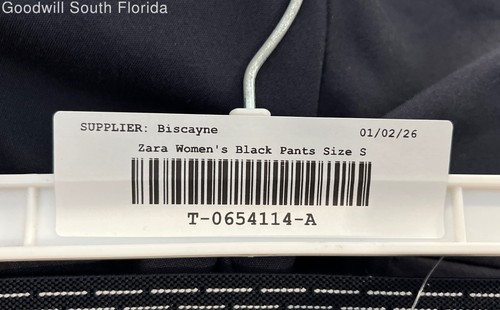 Goodwill South Florida
SUPPLIER: Biscayne 01/02/26
Zara Women's Black Pants Size S
T-0654114-A